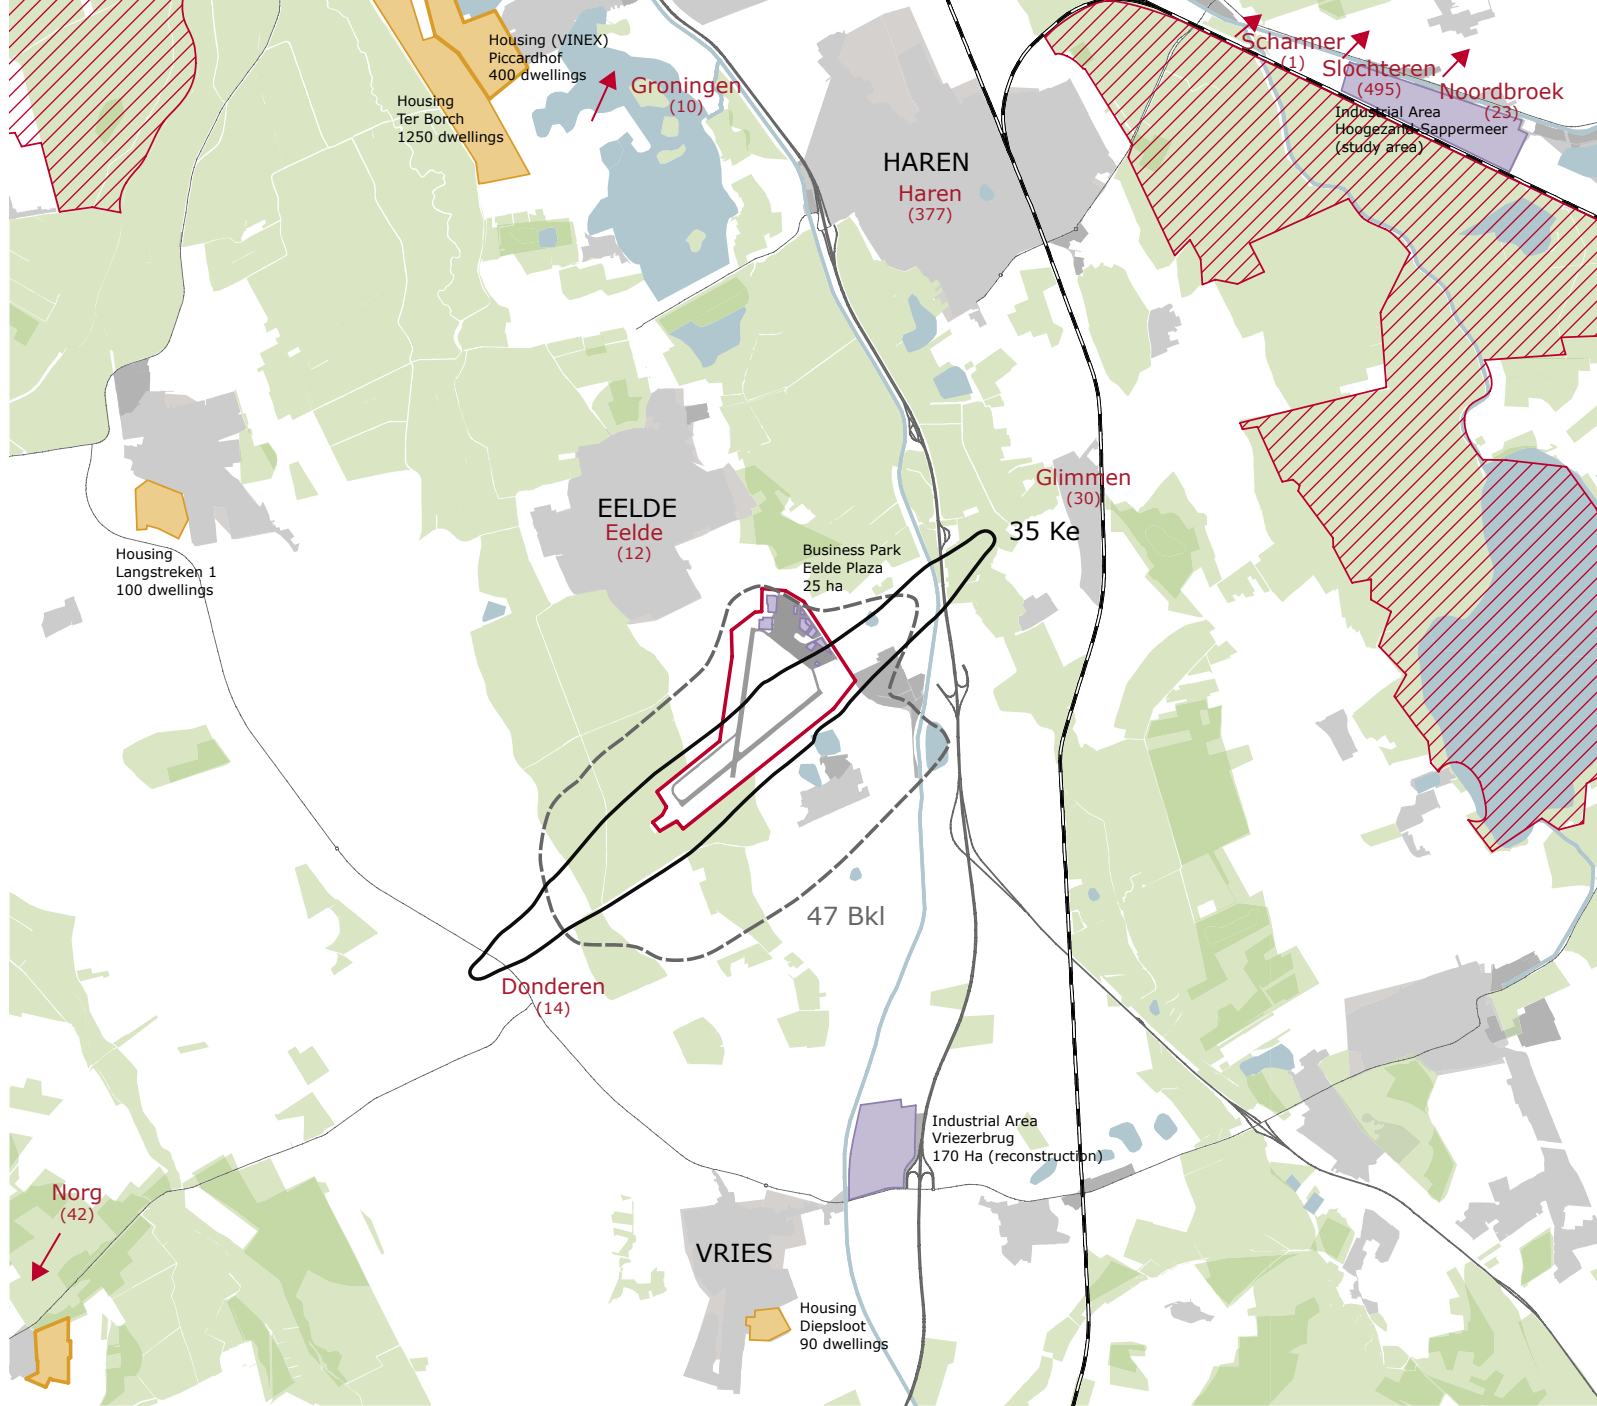 Housing (VINEX)
Piccardhof
400 dwellings
Housing
Ter Borch
1250 dwellings
Groningen
(10)
HAREN
Haren
(377)
Scharmer
(1)
Slochteren
(495)
Noordbroek
(23)
Industrial Area
Hoogezand-Sappermeer
(study area)
Glimmen
(30)
EELDE
Eelde
(12)
35 Ke
Business Park
Eelde Plaza
25 ha
Housing
Langstreken 1
100 dwellings
47 Bkl
Donderen
(14)
Industrial Area
Vriezerbrug
170 Ha (reconstruction)
Norg
(42)
VRIES
Housing
Diepsloot
90 dwellings